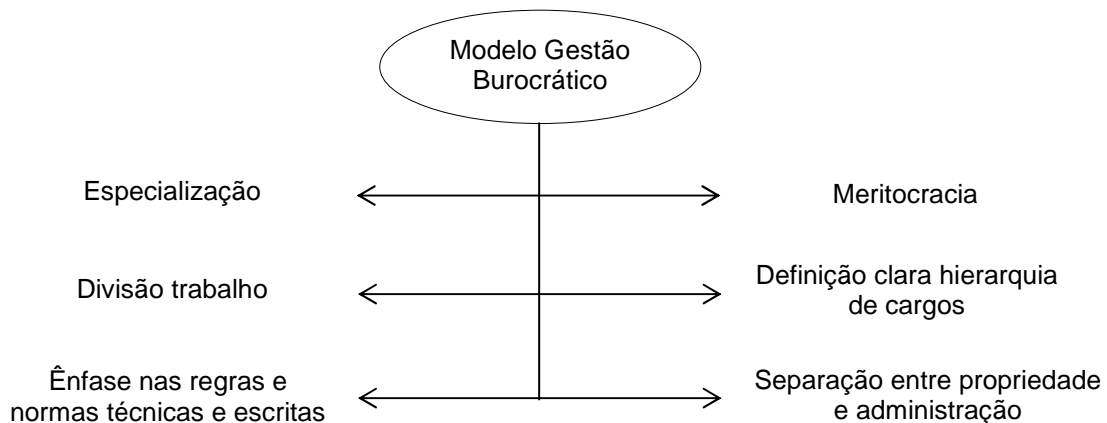 Modelo Gestão
Burocrático
Especialização
Meritocracia
Divisão trabalho
Definição clara hierarquia
de cargos
Ênfase nas regras e
normas técnicas e escritas
Separação entre propriedade
e administração